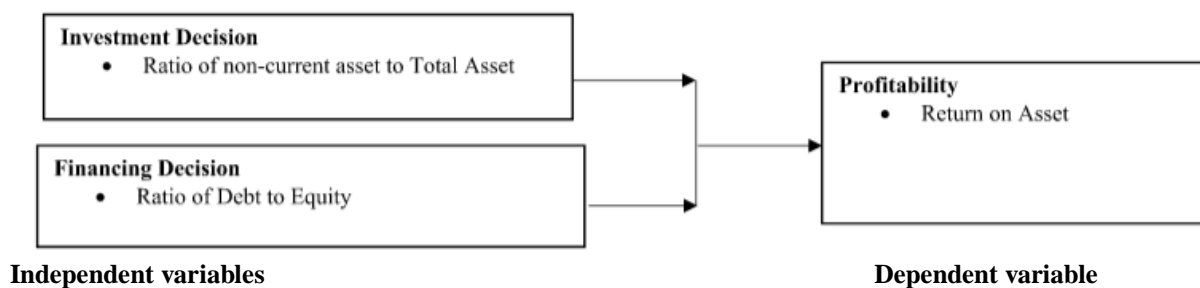 Investment Decision
• Ratio of non-current asset to Total Asset
Profitability
• Return on Asset
Financing Decision
• Ratio of Debt to Equity
Independent variables
Dependent variable